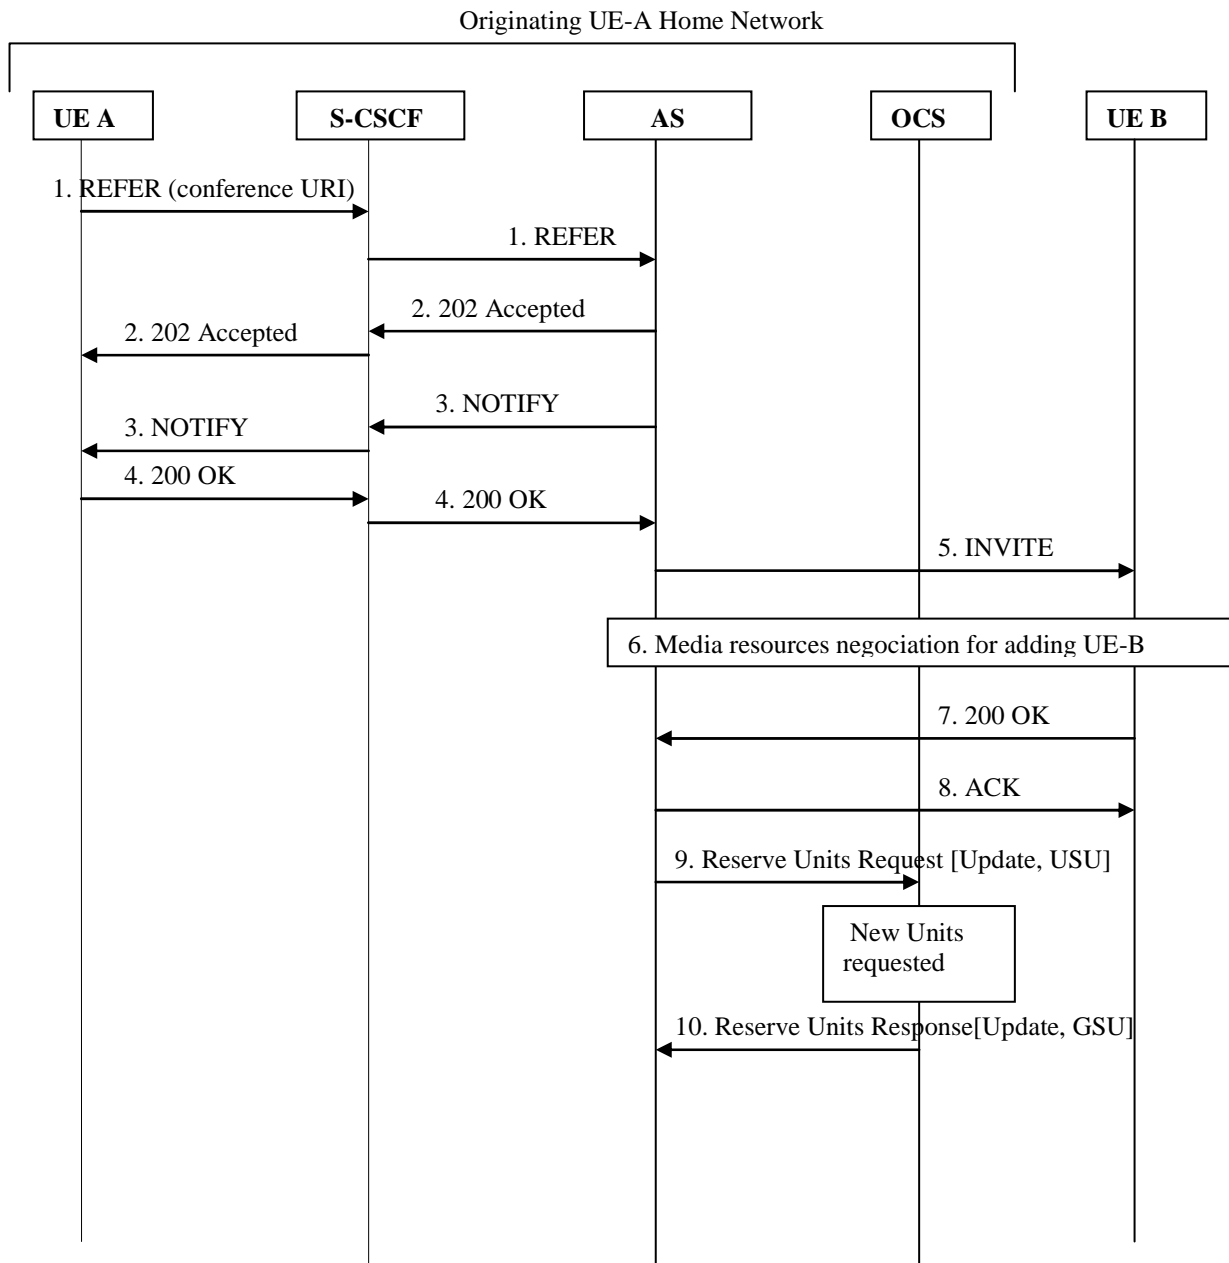 Originating UE-A Home Network
UE A
S-CSCF
AS
OCS
UE B
1. REFER (conference URI)
1. REFER
2. 202 Accepted
2. 202 Accepted
3. NOTIFY
3. NOTIFY
4. 200 OK
4. 200 OK
5. INVITE
6. Media resources negociation for adding UE-B
7. 200 OK
8. ACK
9. Reserve Units Request [Update, USU]
New Units
requested
10. Reserve Units Response[Update, GSU]